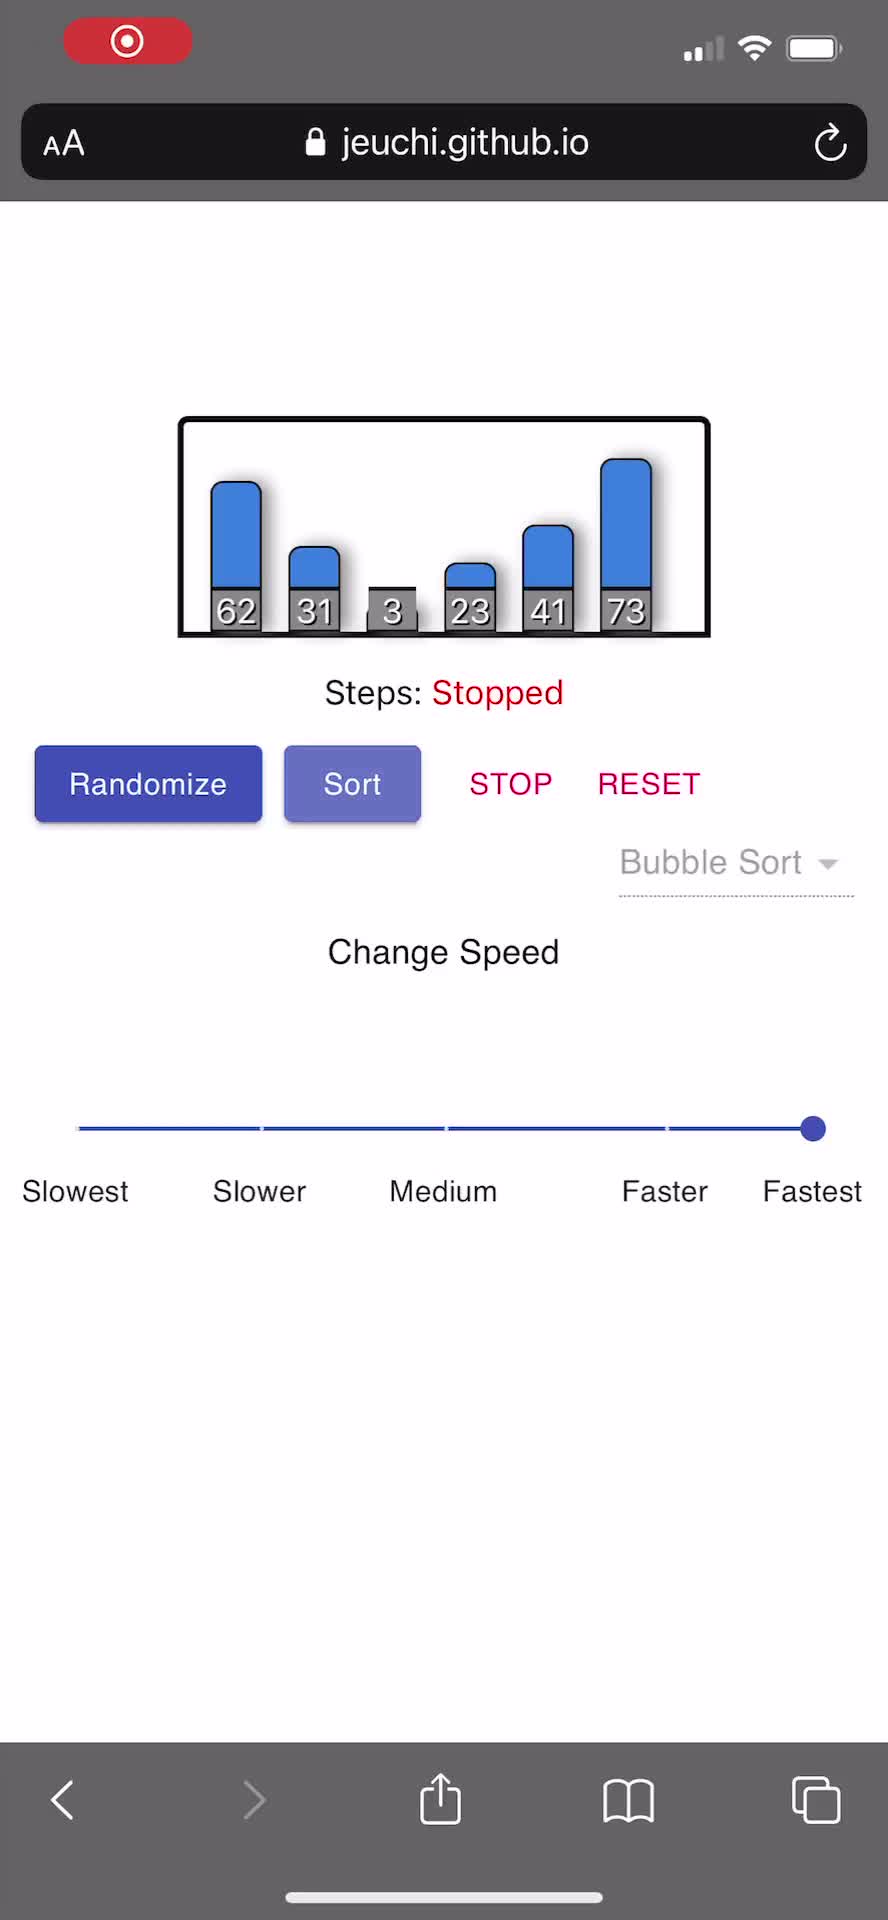 AA jeuchi.github.io
62 31 3 23 41 73
Steps: Stopped
Randomize Sort STOP RESET
Bubble Sort
Change Speed
Slowest Slower Medium Faster Fastest